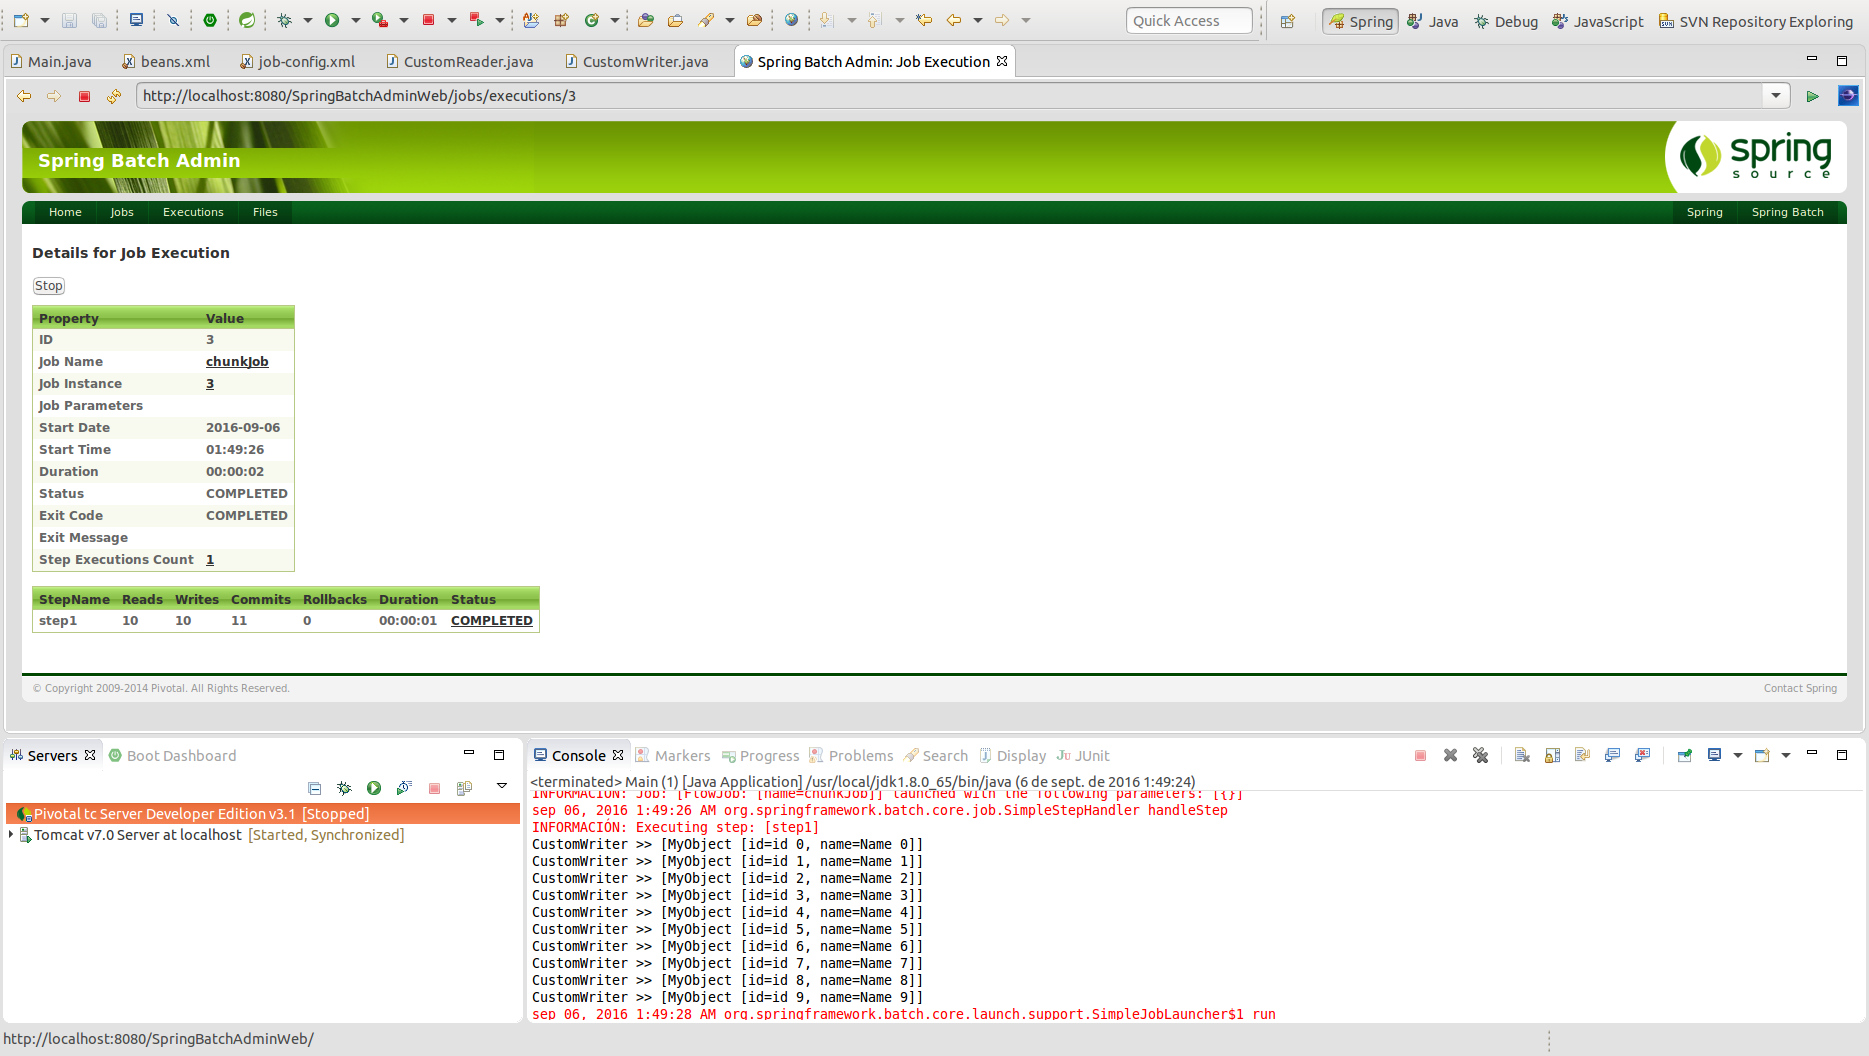 Quick Access
Spring
Java
Debug
JavaScript
SVN Repository Exploring
Main.java
beans.xml
job-config.xml
CustomReader.java
CustomWriter.java
Spring Batch Admin: Job Execution
http://localhost:8080/SpringBatchAdminWeb/jobs/executions/3
Spring Batch Admin
spring
source
Home Jobs Executions Files Spring Spring Batch
Details for Job Execution
Stop
Property Value
ID 3
Job Name chunkJob
Job Instance 3
Job Parameters
Start Date 2016-09-06
Start Time 01:49:26
Duration 00:00:02
Status COMPLETED
Exit Code COMPLETED
Exit Message
Step Executions Count 1
StepName Reads Writes Commits Rollbacks Duration Status
step1 10 10 11 0 00:00:01 COMPLETED
© Copyright 2009-2014 Pivotal. All Rights Reserved. Contact Spring
Servers Boot Dashboard
Pivotal tc Server Developer Edition v3.1 [Stopped]
Tomcat v7.0 Server at localhost [Started, Synchronized]
Console Markers Progress Problems Search Display JUnit
<terminated> Main (1) [Java Application] /usr/local/jdk1.8.0_65/bin/java (6 de sept. de 2016 1:49:24)
INFORMACIÓN: Job: [FlowJob: [name=chunkJob]] launched with the following parameters: [{}]
sep 06, 2016 1:49:26 AM org.springframework.batch.core.job.SimpleStepHandler handleStep
INFORMACIÓN: Executing step: [step1]
CustomWriter >> [MyObject [id=id 0, name=Name 0]]
CustomWriter >> [MyObject [id=id 1, name=Name 1]]
CustomWriter >> [MyObject [id=id 2, name=Name 2]]
CustomWriter >> [MyObject [id=id 3, name=Name 3]]
CustomWriter >> [MyObject [id=id 4, name=Name 4]]
CustomWriter >> [MyObject [id=id 5, name=Name 5]]
CustomWriter >> [MyObject [id=id 6, name=Name 6]]
CustomWriter >> [MyObject [id=id 7, name=Name 7]]
CustomWriter >> [MyObject [id=id 8, name=Name 8]]
CustomWriter >> [MyObject [id=id 9, name=Name 9]]
sep 06, 2016 1:49:28 AM org.springframework.batch.core.launch.support.SimpleJobLauncher$1 run
http://localhost:8080/SpringBatchAdminWeb/